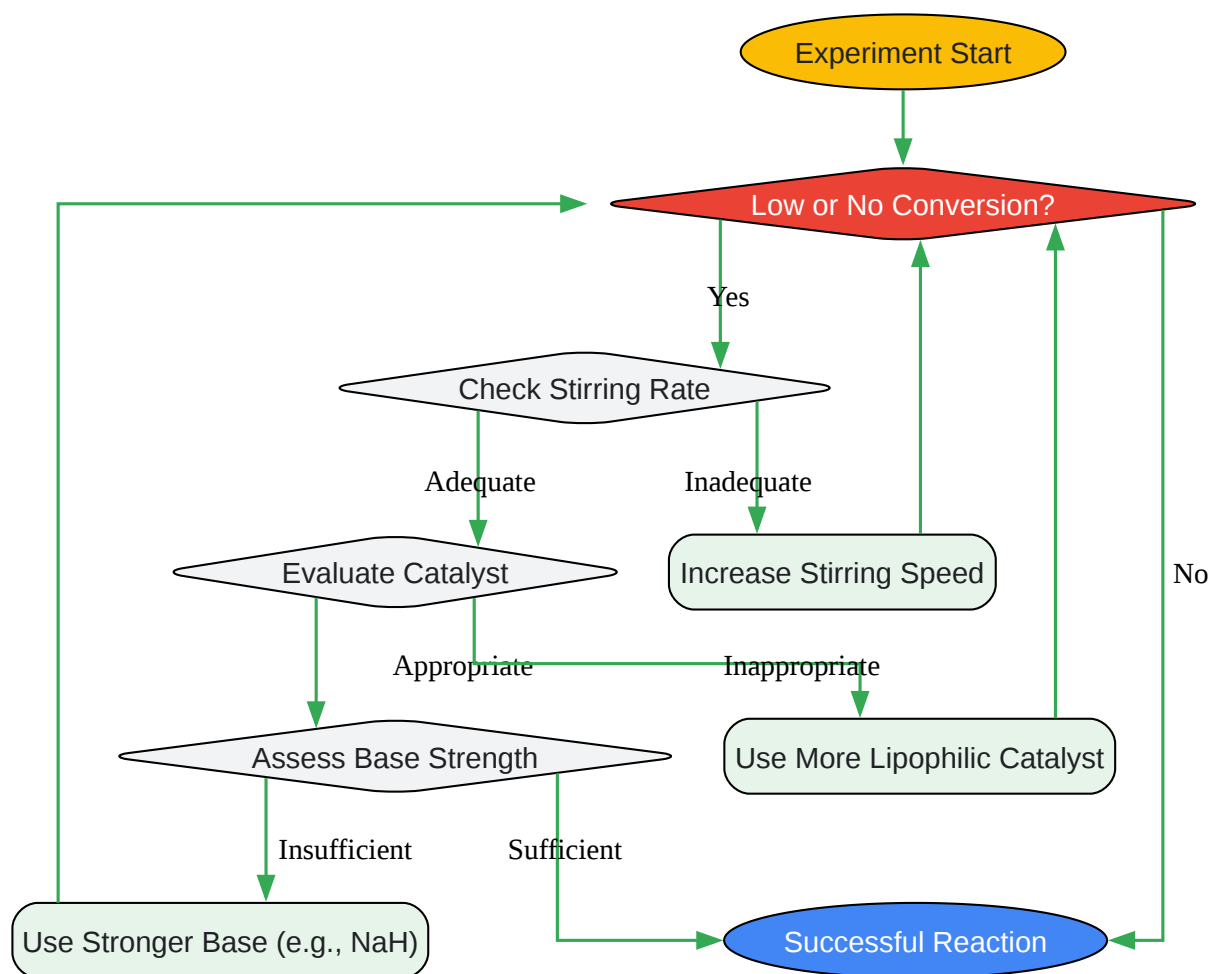 Experiment Start
Low or No Conversion?
Yes
Check Stirring Rate
Adequate
Inadequate
Evaluate Catalyst
Increase Stirring Speed
No
Appropriate
Inappropriate
Assess Base Strength
Use More Lipophilic Catalyst
Insufficient
Sufficient
Use Stronger Base (e.g., NaH)
Successful Reaction